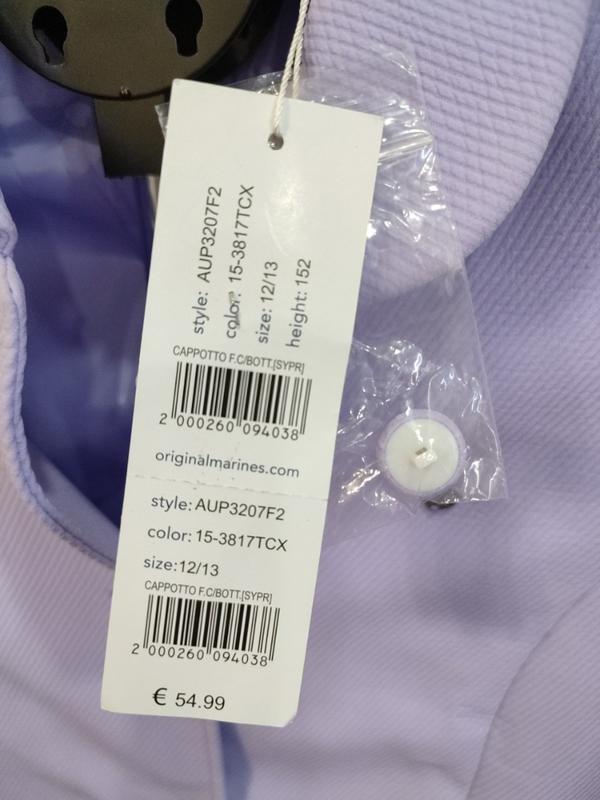 style: AUP3207F2
color: 15-3817TCX
size: 12/13
height: 152
CAPPOTTO F.C/BOTT.[SYPR]
2 000260 094038
originalmarines.com
style: AUP3207F2
color: 15-3817TCX
size:12/13
CAPPOTTO F.C/BOTT.[SYPR]
2 000260 094038
€ 54.99